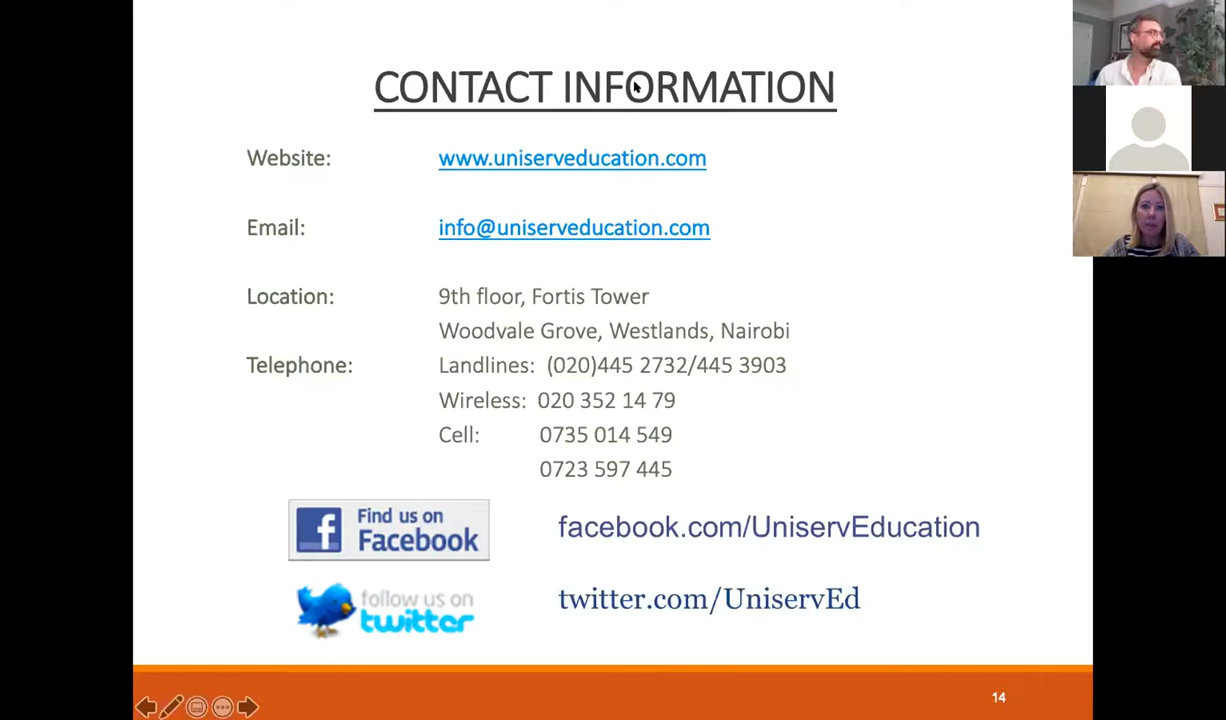 CONTACT INFORMATION
Website: www.uniserveducation.com
Email: info@uniserveducation.com
Location: 9th floor, Fortis Tower
Woodvale Grove, Westlands, Nairobi
Telephone: Landlines: (020)445 2732/445 3903
Wireless: 020 352 14 79
Cell: 0735 014 549
0723 597 445
Find us on
Facebook
facebook.com/UniservEducation
follow us on
twitter
twitter.com/UniservEd
14